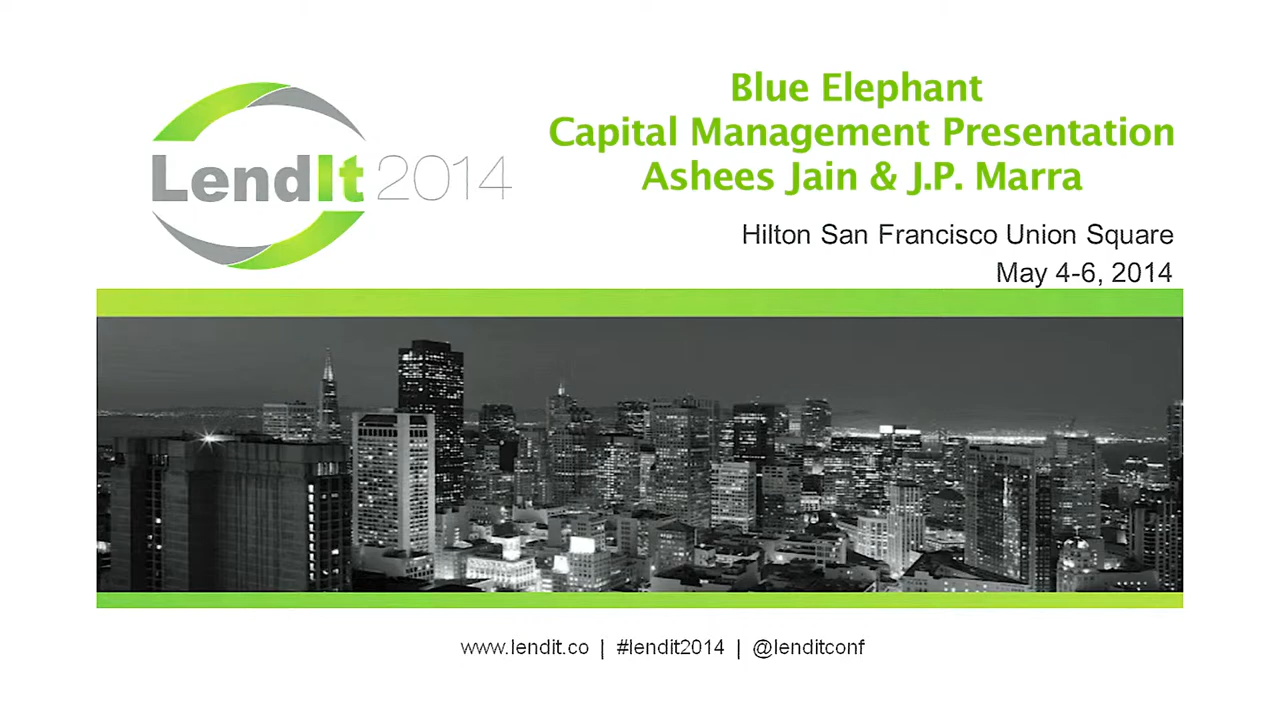 LendIt 2014
Blue Elephant
Capital Management Presentation
Ashees Jain & J.P. Marra
Hilton San Francisco Union Square
May 4-6, 2014
www.lendit.co | #lendit2014 | @lenditconf